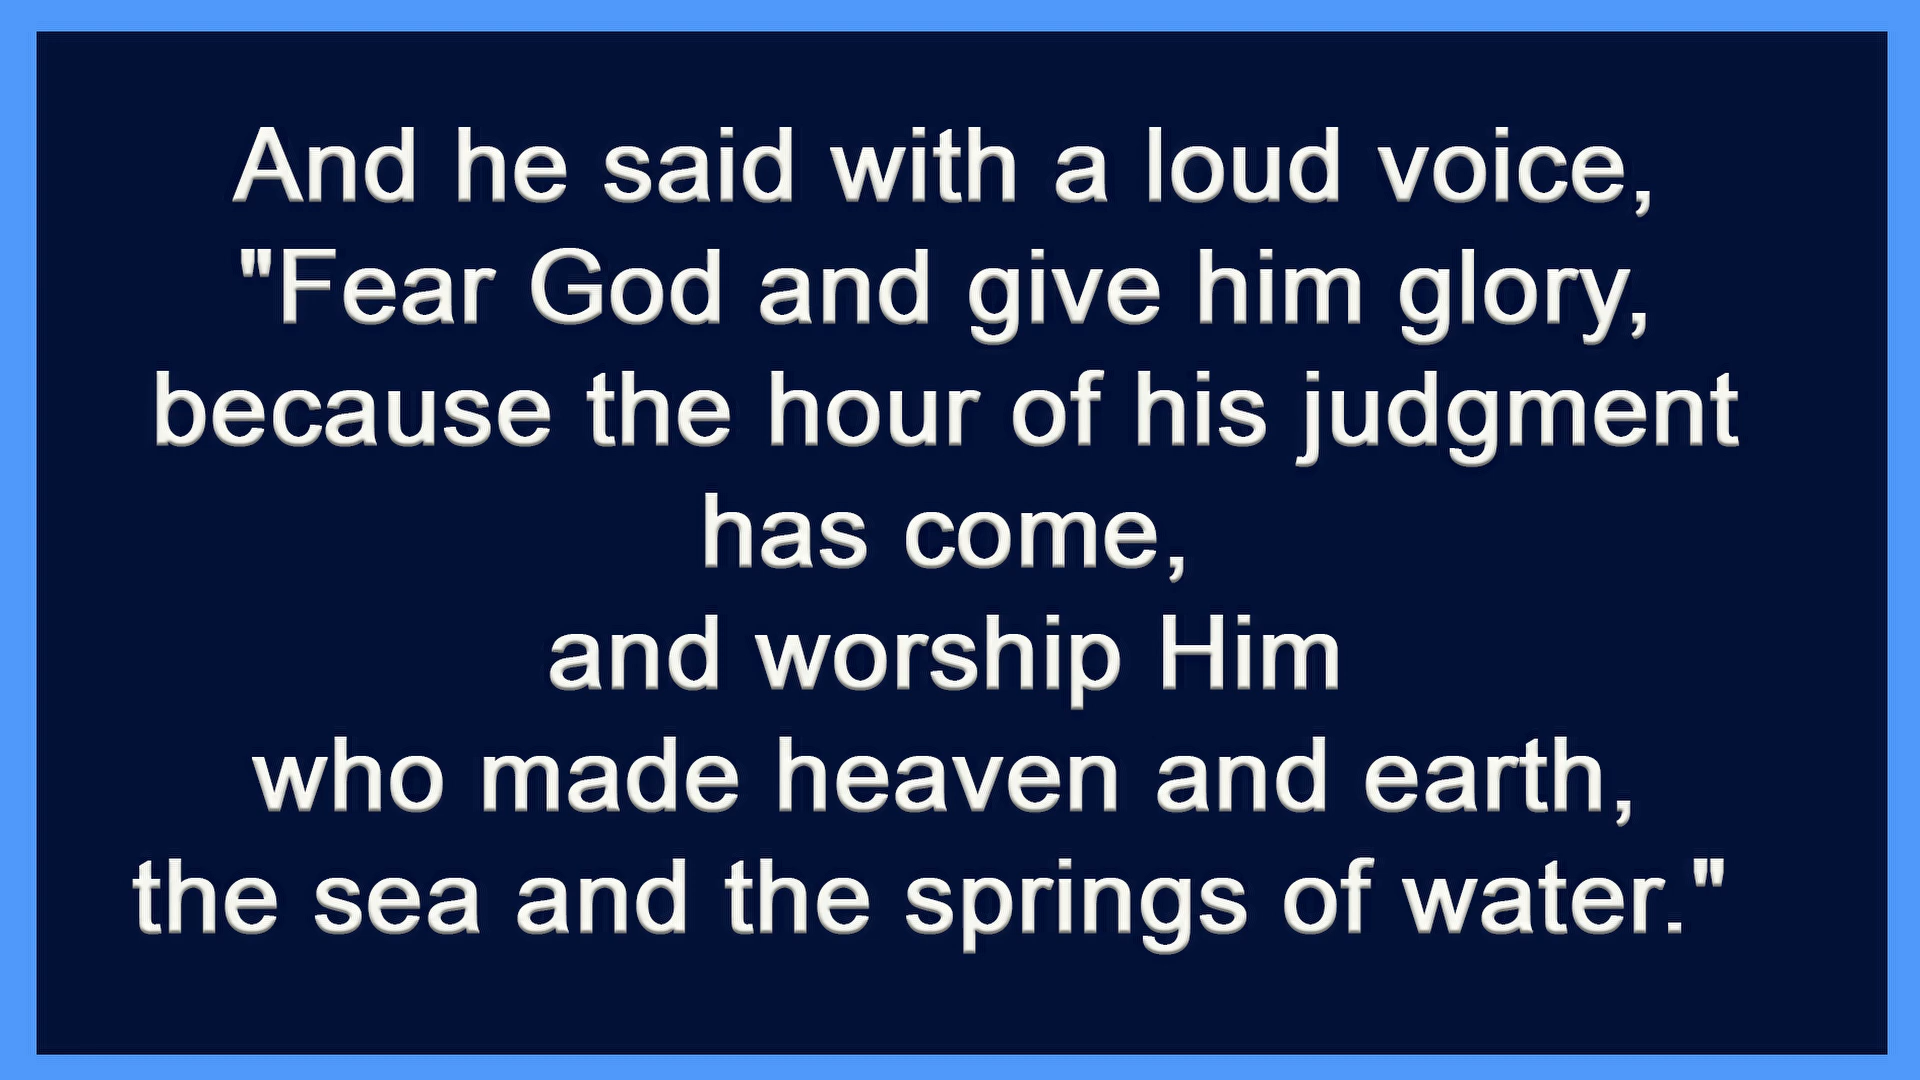 And he said with a loud voice,
"Fear God and give him glory,
because the hour of his judgment
has come,
and worship Him
who made heaven and earth,
the sea and the springs of water."